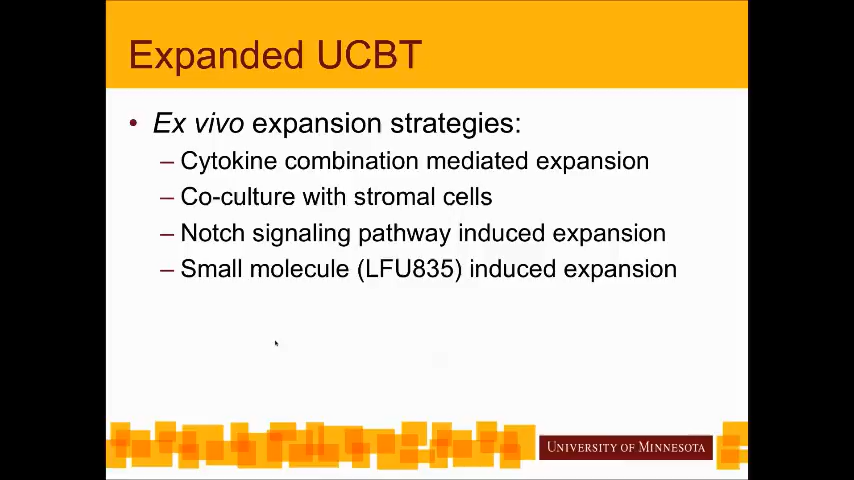 Expanded UCBT
• Ex vivo expansion strategies:
– Cytokine combination mediated expansion
– Co-culture with stromal cells
– Notch signaling pathway induced expansion
– Small molecule (LFU835) induced expansion
UNIVERSITY OF MINNESOTA